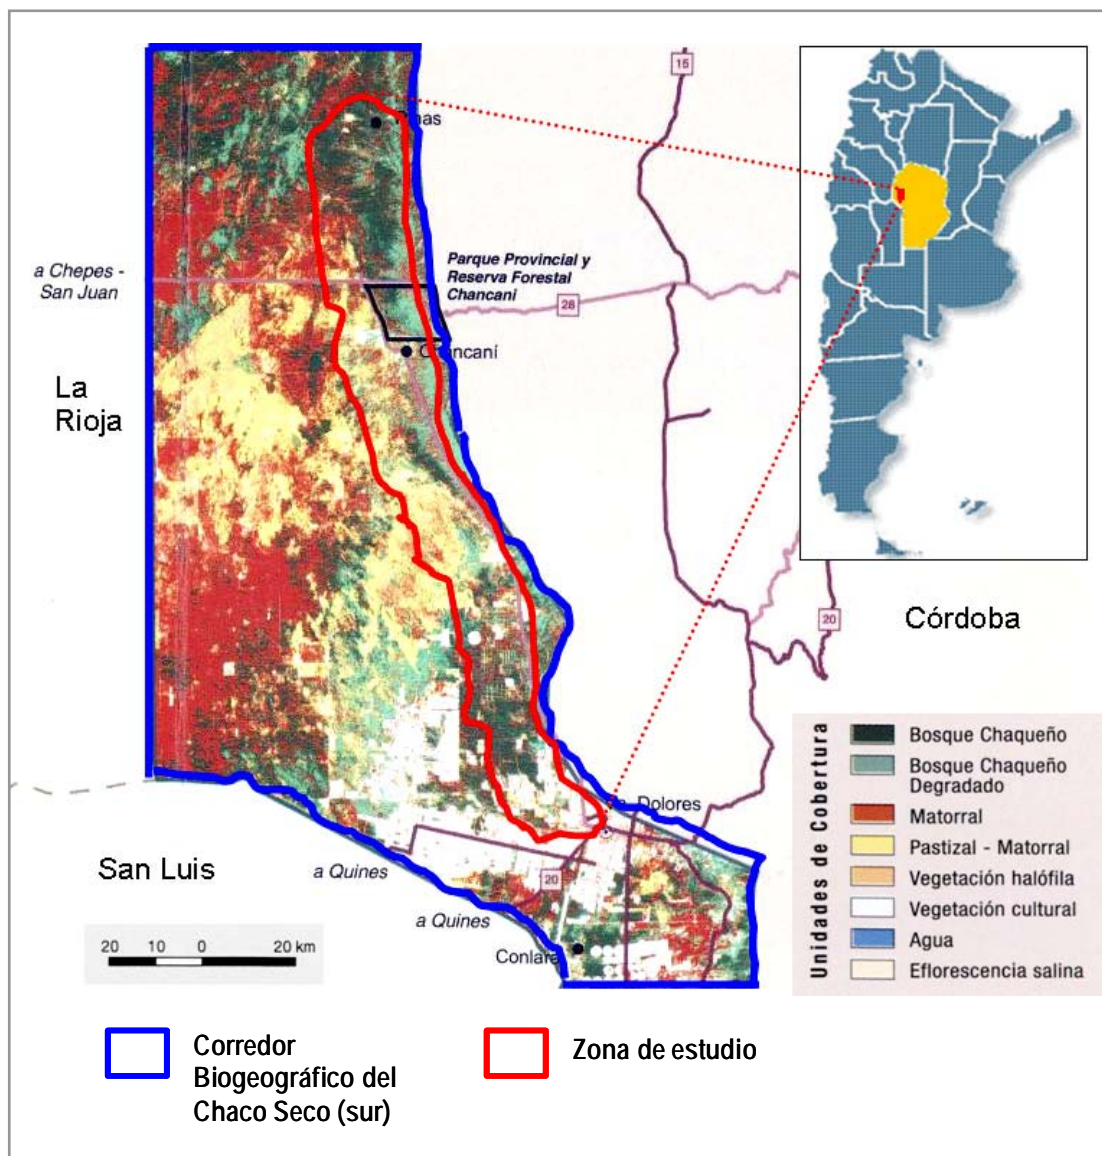 15
a Chepes -
San Juan
Parque Provincial y
Reserva Forestal
Chancaní
28
Chancaní
La
Rioja
20
Córdoba
Unidades de Cobertura
Bosque Chaqueño
Bosque Chaqueño
Degradado
Matorral
Pastizal - Matorral
Vegetación halófila
Vegetación cultural
Agua
Eflorescencia salina
Dolores
San Luis
a Quines
20
a Quines
Conlara
20 10 0 20 km
Corredor
Biogeográfico del
Chaco Seco (sur)
Zona de estudio